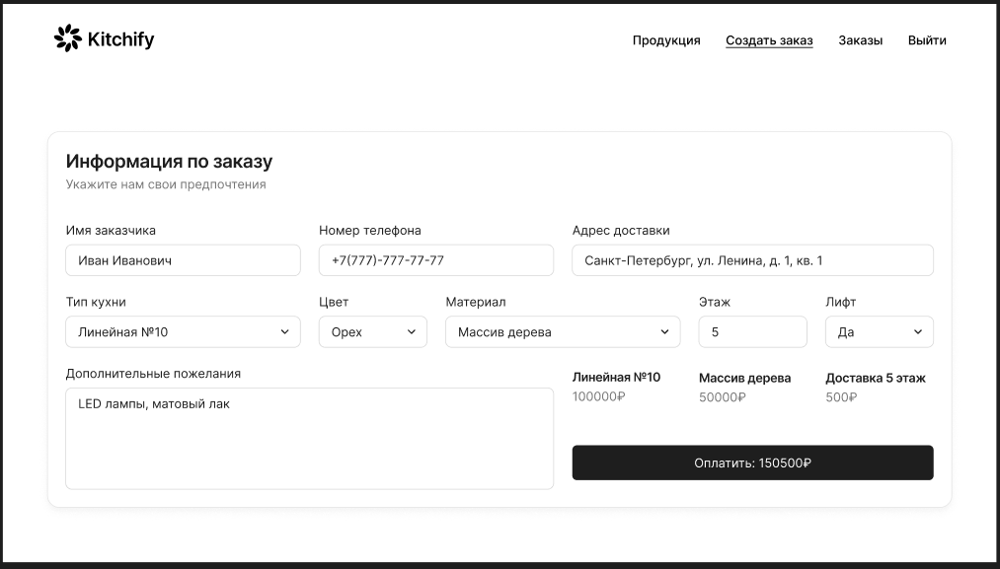 Kitchify
Продукция Создать заказ Заказы Выйти
Информация по заказу
Укажите нам свои предпочтения
Имя заказчика Номер телефона Адрес доставки
Иван Иванович +7(777)-777-77-77 Санкт-Петербург, ул. Ленина, д. 1, кв. 1
Тип кухни Цвет Материал Этаж Лифт
Линейная №10 Орех Массив дерева 5 Да
Дополнительные пожелания
LED лампы, матовый лак
Линейная №10 Массив дерева Доставка 5 этаж
100000₽ 50000₽ 500₽
Оплатить: 150500₽